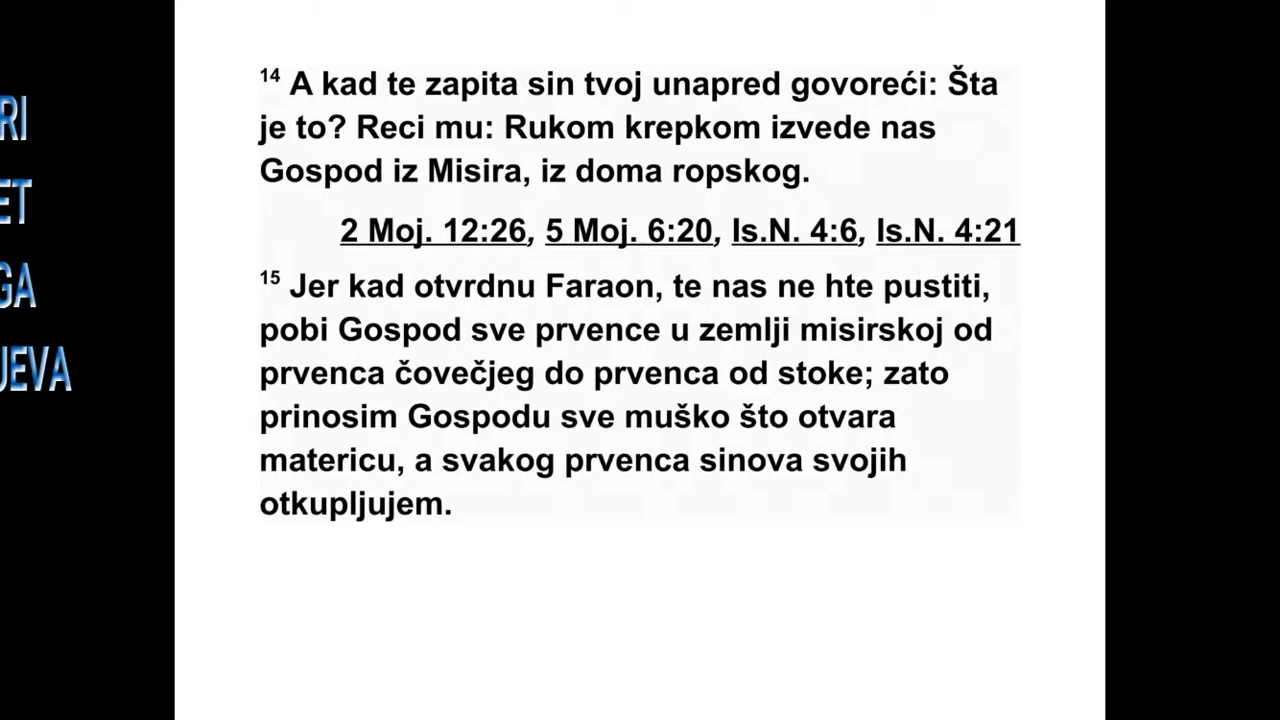 RI
ET
GA
JEVA
14 A kad te zapita sin tvoj unapred govoreći: Šta
je to? Reci mu: Rukom krepkom izvede nas
Gospod iz Misira, iz doma ropskog.
2 Moj. 12:26, 5 Moj. 6:20, Is.N. 4:6, Is.N. 4:21
15 Jer kad otvrdnu Faraon, te nas ne hte pustiti,
pobi Gospod sve prvence u zemlji misirskoj od
prvenca čovečjeg do prvenca od stoke; zato
prinosim Gospodu sve muško što otvara
matericu, a svakog prvenca sinova svojih
otkupljujem.